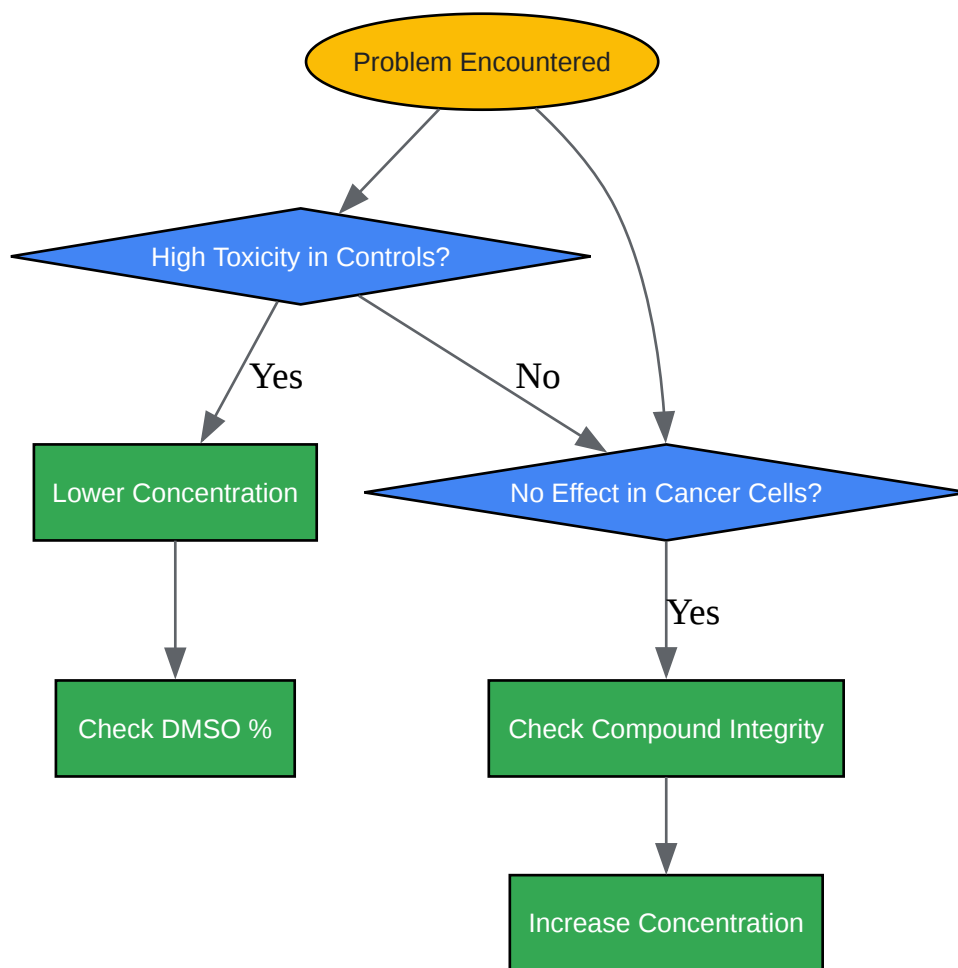 Problem Encountered
High Toxicity in Controls?
Yes
No
Lower Concentration
No Effect in Cancer Cells?
Yes
Check DMSO %
Check Compound Integrity
Increase Concentration